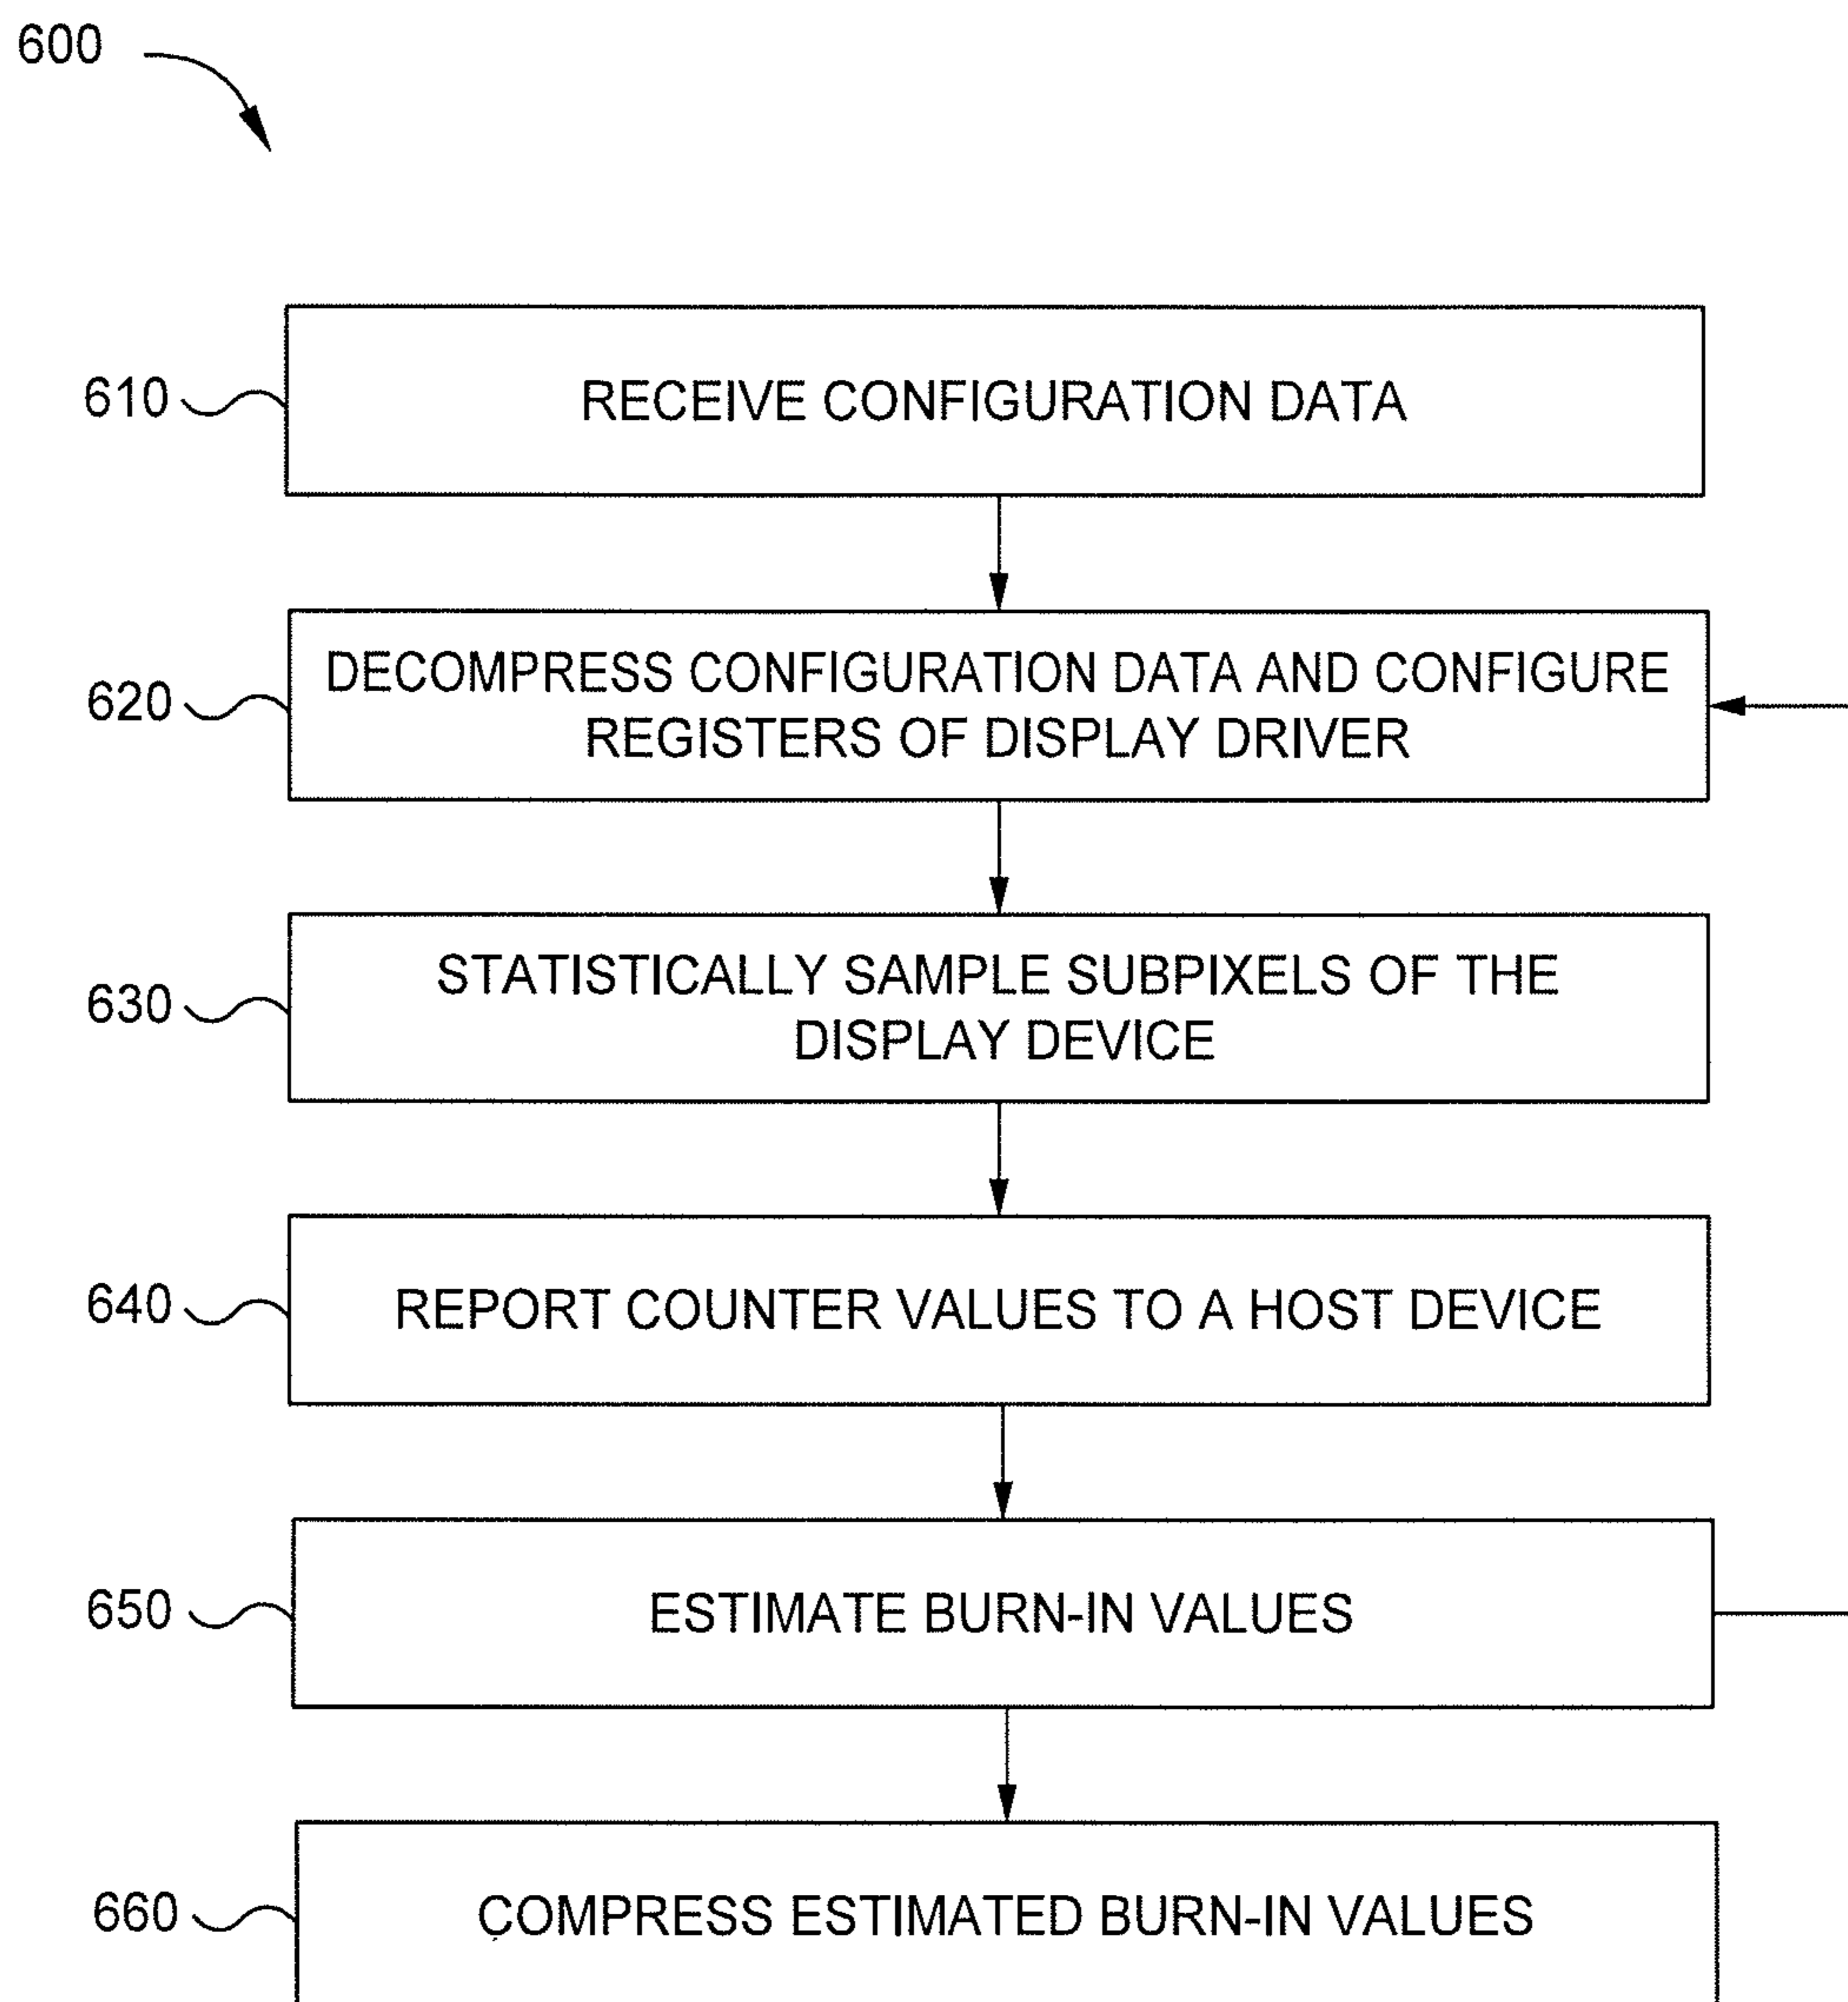 600
610
RECEIVE CONFIGURATION DATA
620
DECOMPRESS CONFIGURATION DATA AND CONFIGURE
REGISTERS OF DISPLAY DRIVER
630
STATISTICALLY SAMPLE SUBPIXELS OF THE
DISPLAY DEVICE
640
REPORT COUNTER VALUES TO A HOST DEVICE
650
ESTIMATE BURN-IN VALUES
660
COMPRESS ESTIMATED BURN-IN VALUES